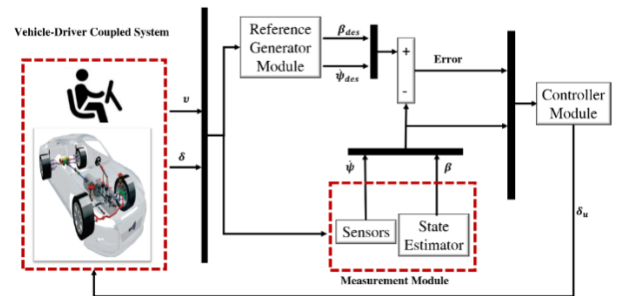 Vehicle-Driver Coupled System
υ
δ
Reference
Generator
Module
β_des
ψ̇_des
+
-
Error
Controller
Module
ψ̇
β
Sensors
State
Estimator
Measurement Module
δ_u